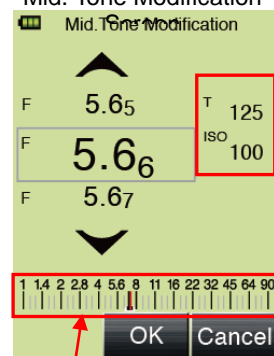 Mid. Tone Modification
Mid.Tone Modification
F 5.65
T 125
F 5.66
ISO 100
F 5.67
1 1.4 2 2.8 4 5.6 8 11 16 22 32 45 64 90
OK Cancel